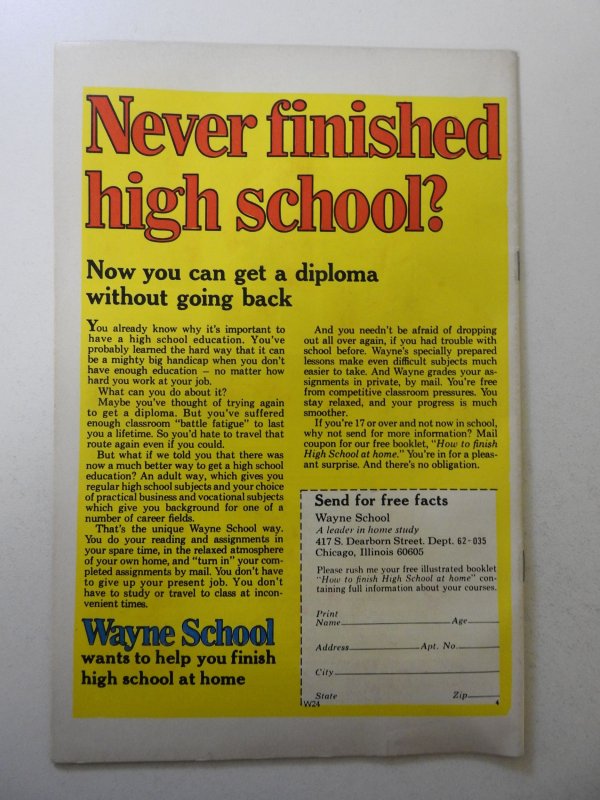 Never finished
high school?
Now you can get a diploma
without going back
You already know why it's important to
have a high school education. You've
probably learned the hard way that it can
be a mighty big handicap when you don't
have enough education – no matter how
hard you work at your job.
What can you do about it?
Maybe you've thought of trying again
to get a diploma. But you've suffered
enough classroom "battle fatigue" to last
you a lifetime. So you'd hate to travel that
route again even if you could.
But what if we told you that there was
now a much better way to get a high school
education? An adult way, which gives you
regular high school subjects and your choice
of practical business and vocational subjects
which give you background for one of a
number of career fields.
That's the unique Wayne School way.
You do your reading and assignments in
your spare time, in the relaxed atmosphere
of your own home, and "turn in" your com-
pleted assignments by mail. You don't have
to give up your present job. You don't
have to study or travel to class at incon-
venient times.
Wayne School
wants to help you finish
high school at home
And you needn't be afraid of dropping
out all over again, if you had trouble with
school before. Wayne's specially prepared
lessons make even difficult subjects much
easier to take. And Wayne grades your as-
signments in private, by mail. You're free
from competitive classroom pressures. You
stay relaxed, and your progress is much
smoother.
If you're 17 or over and not now in school,
why not send for more information? Mail
coupon for our free booklet, "How to finish
High School at home." You're in for a pleas-
ant surprise. And there's no obligation.
Send for free facts
Wayne School
A leader in home study
417 S. Dearborn Street. Dept. 62-035
Chicago, Illinois 60605
Please rush me your free illustrated booklet
"How to finish High School at home" con-
taining full information about your courses.
Print
Name Age
Address Apt. No.
City
State Zip
W24 4